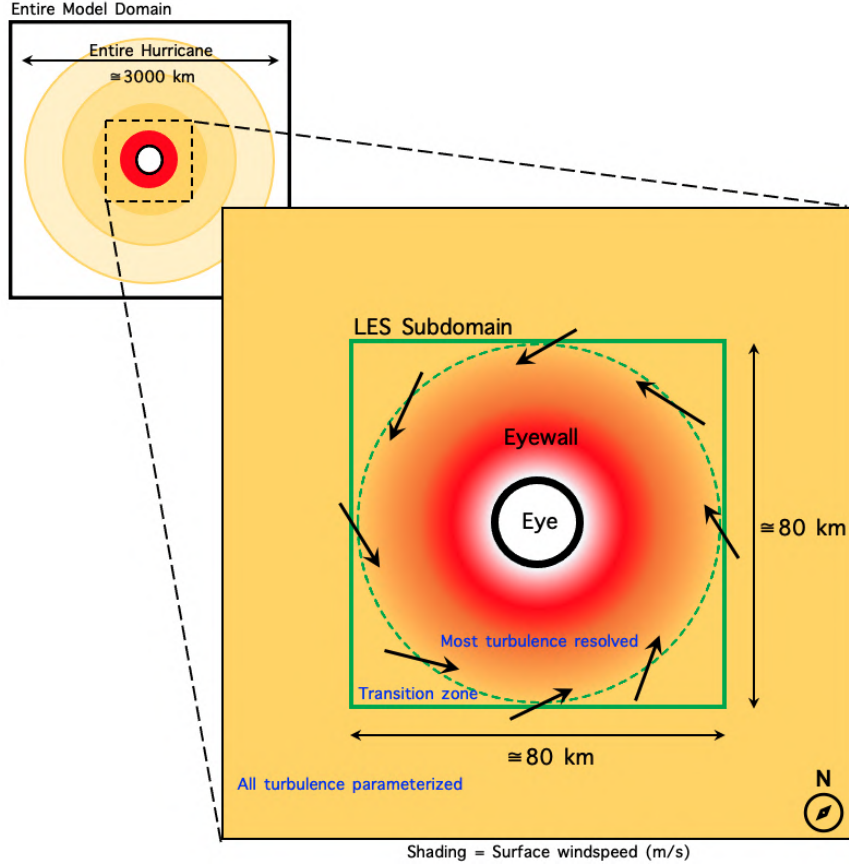 Entire Model Domain
Entire Hurricane
≅3000 km
LES Subdomain
Eyewall
Eye
≅80 km
Most turbulence resolved
Transition zone
≅80 km
All turbulence parameterized
N
Shading = Surface windspeed (m/s)